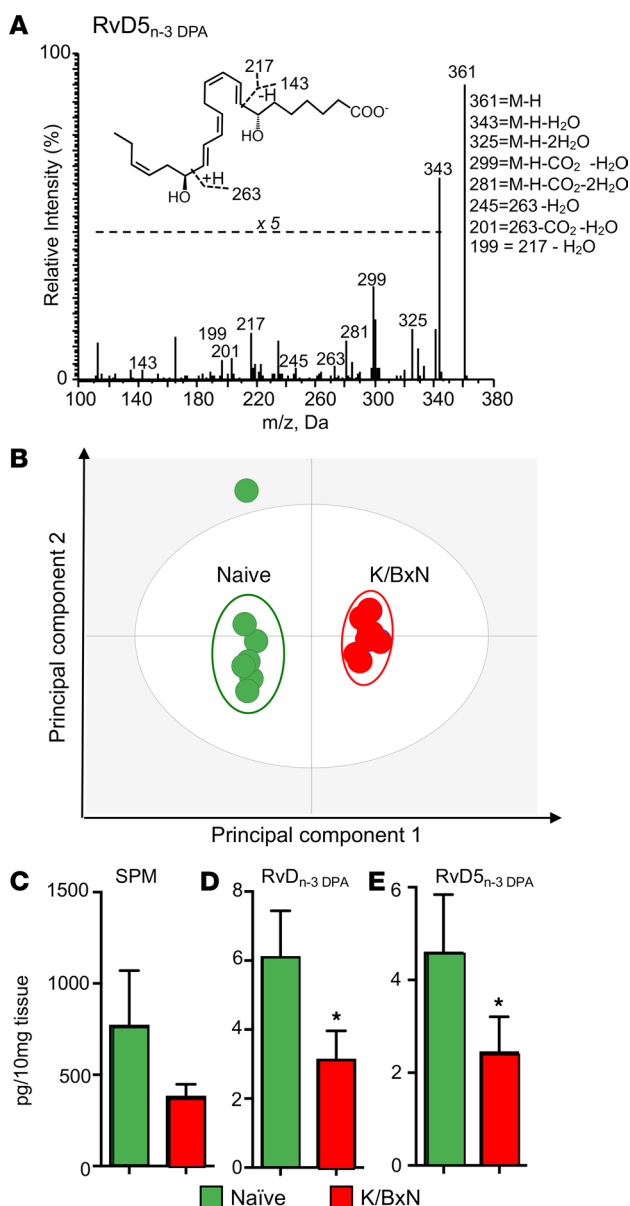 A
RvD5n-3 DPA
100
Relative Intensity (%)
0
217
143
-H
COO-
HO
+H
263
HO
x 5
361
343
299
325
281
217
199
201
245
263
143
361=M-H
343=M-H-H2O
325=M-H-2H2O
299=M-H-CO2 -H2O
281=M-H-CO2-2H2O
245=263 -H2O
201=263-CO2 -H2O
199 = 217 - H2O
100 140 180 220 260 300 340 380
m/z, Da
B
Principal component 2
Naive
K/BxN
Principal component 1
C
SPM
D
RvDn-3 DPA
E
RvD5n-3 DPA
pg/10mg tissue
1500
1000
500
0
8
6
4
2
0
*
6
4
2
0
*
Naïve
K/BxN